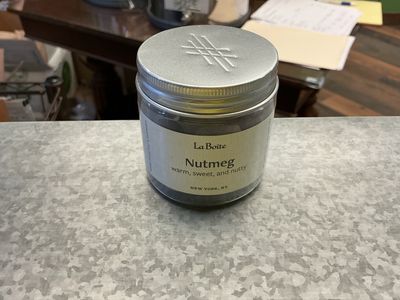 La Boîte
Nutmeg
warm, sweet, and nutty
NEW YORK, NY